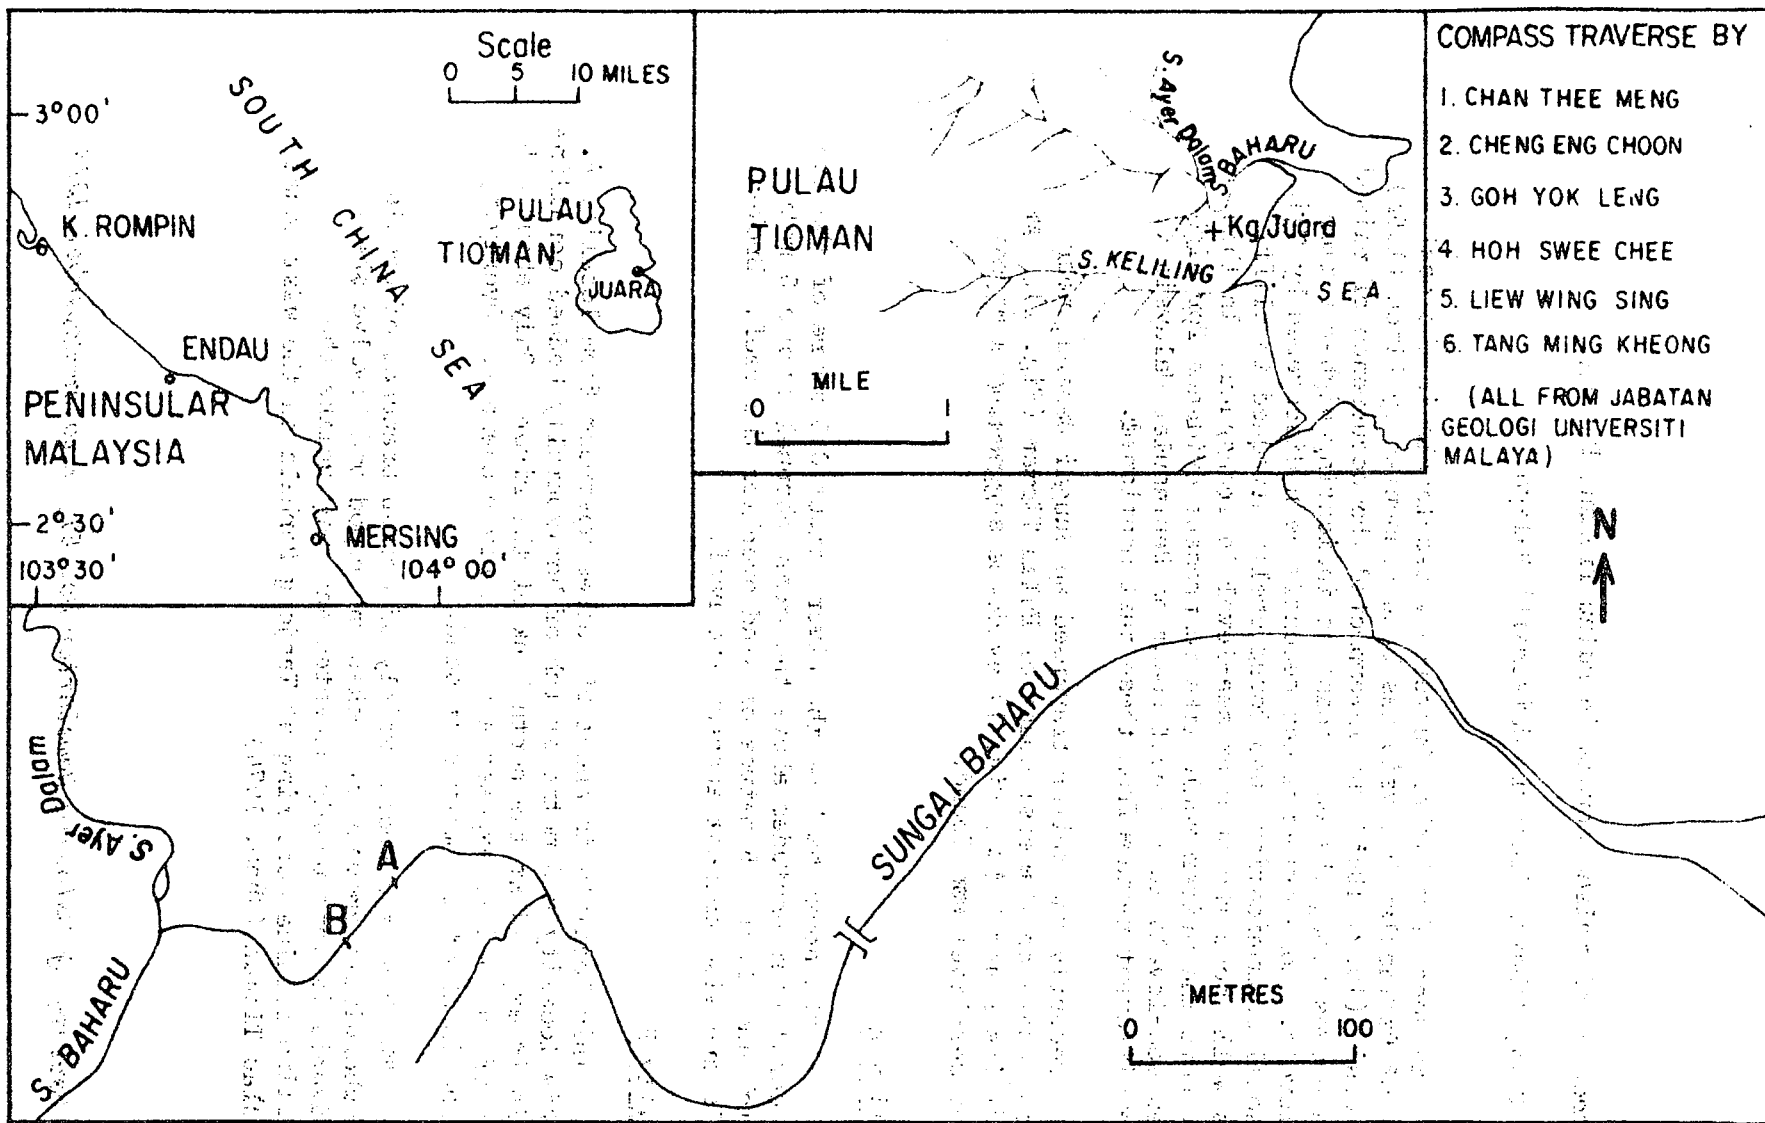 Scale
0 5 10 MILES
3°00'
SOUTH CHINA SEA
K. ROMPIN
PULAU
TIOMAN
JUARA
ENDAU
PENINSULAR
MALAYSIA
2°30'
MERSING
103°30'
104°00'
S. Ayer Dalam
S. BAHARU
PULAU
TIOMAN
+Kg Juara
S. KELILING
SEA
MILE
0 1
COMPASS TRAVERSE BY
1. CHAN THEE MENG
2. CHENG ENG CHOON
3. GOH YOK LENG
4. HOH SWEE CHEE
5. LIEW WING SING
6. TANG MING KHEONG
(ALL FROM JABATAN
GEOLOGI UNIVERSITI
MALAYA)
N
S. Ayer Dalam
A
B
S. BAHARU
SUNGAI BAHARU
METRES
0 100